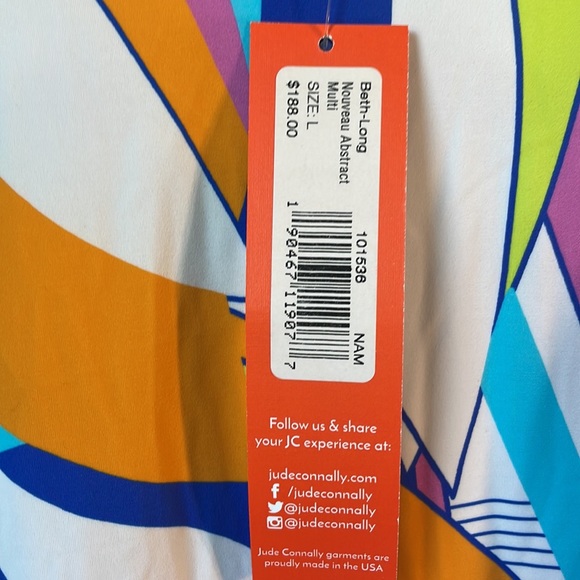 Beth-Long
Nouveau Abstract
Multi
SIZE: L
$188.00
101536
NAM
1 90467 11907 7
Follow us & share
your JC experience at:
judeconnally.com
/judeconnally
@judeconnally
@judeconnally
Jude Connally garments are
proudly made in the USA